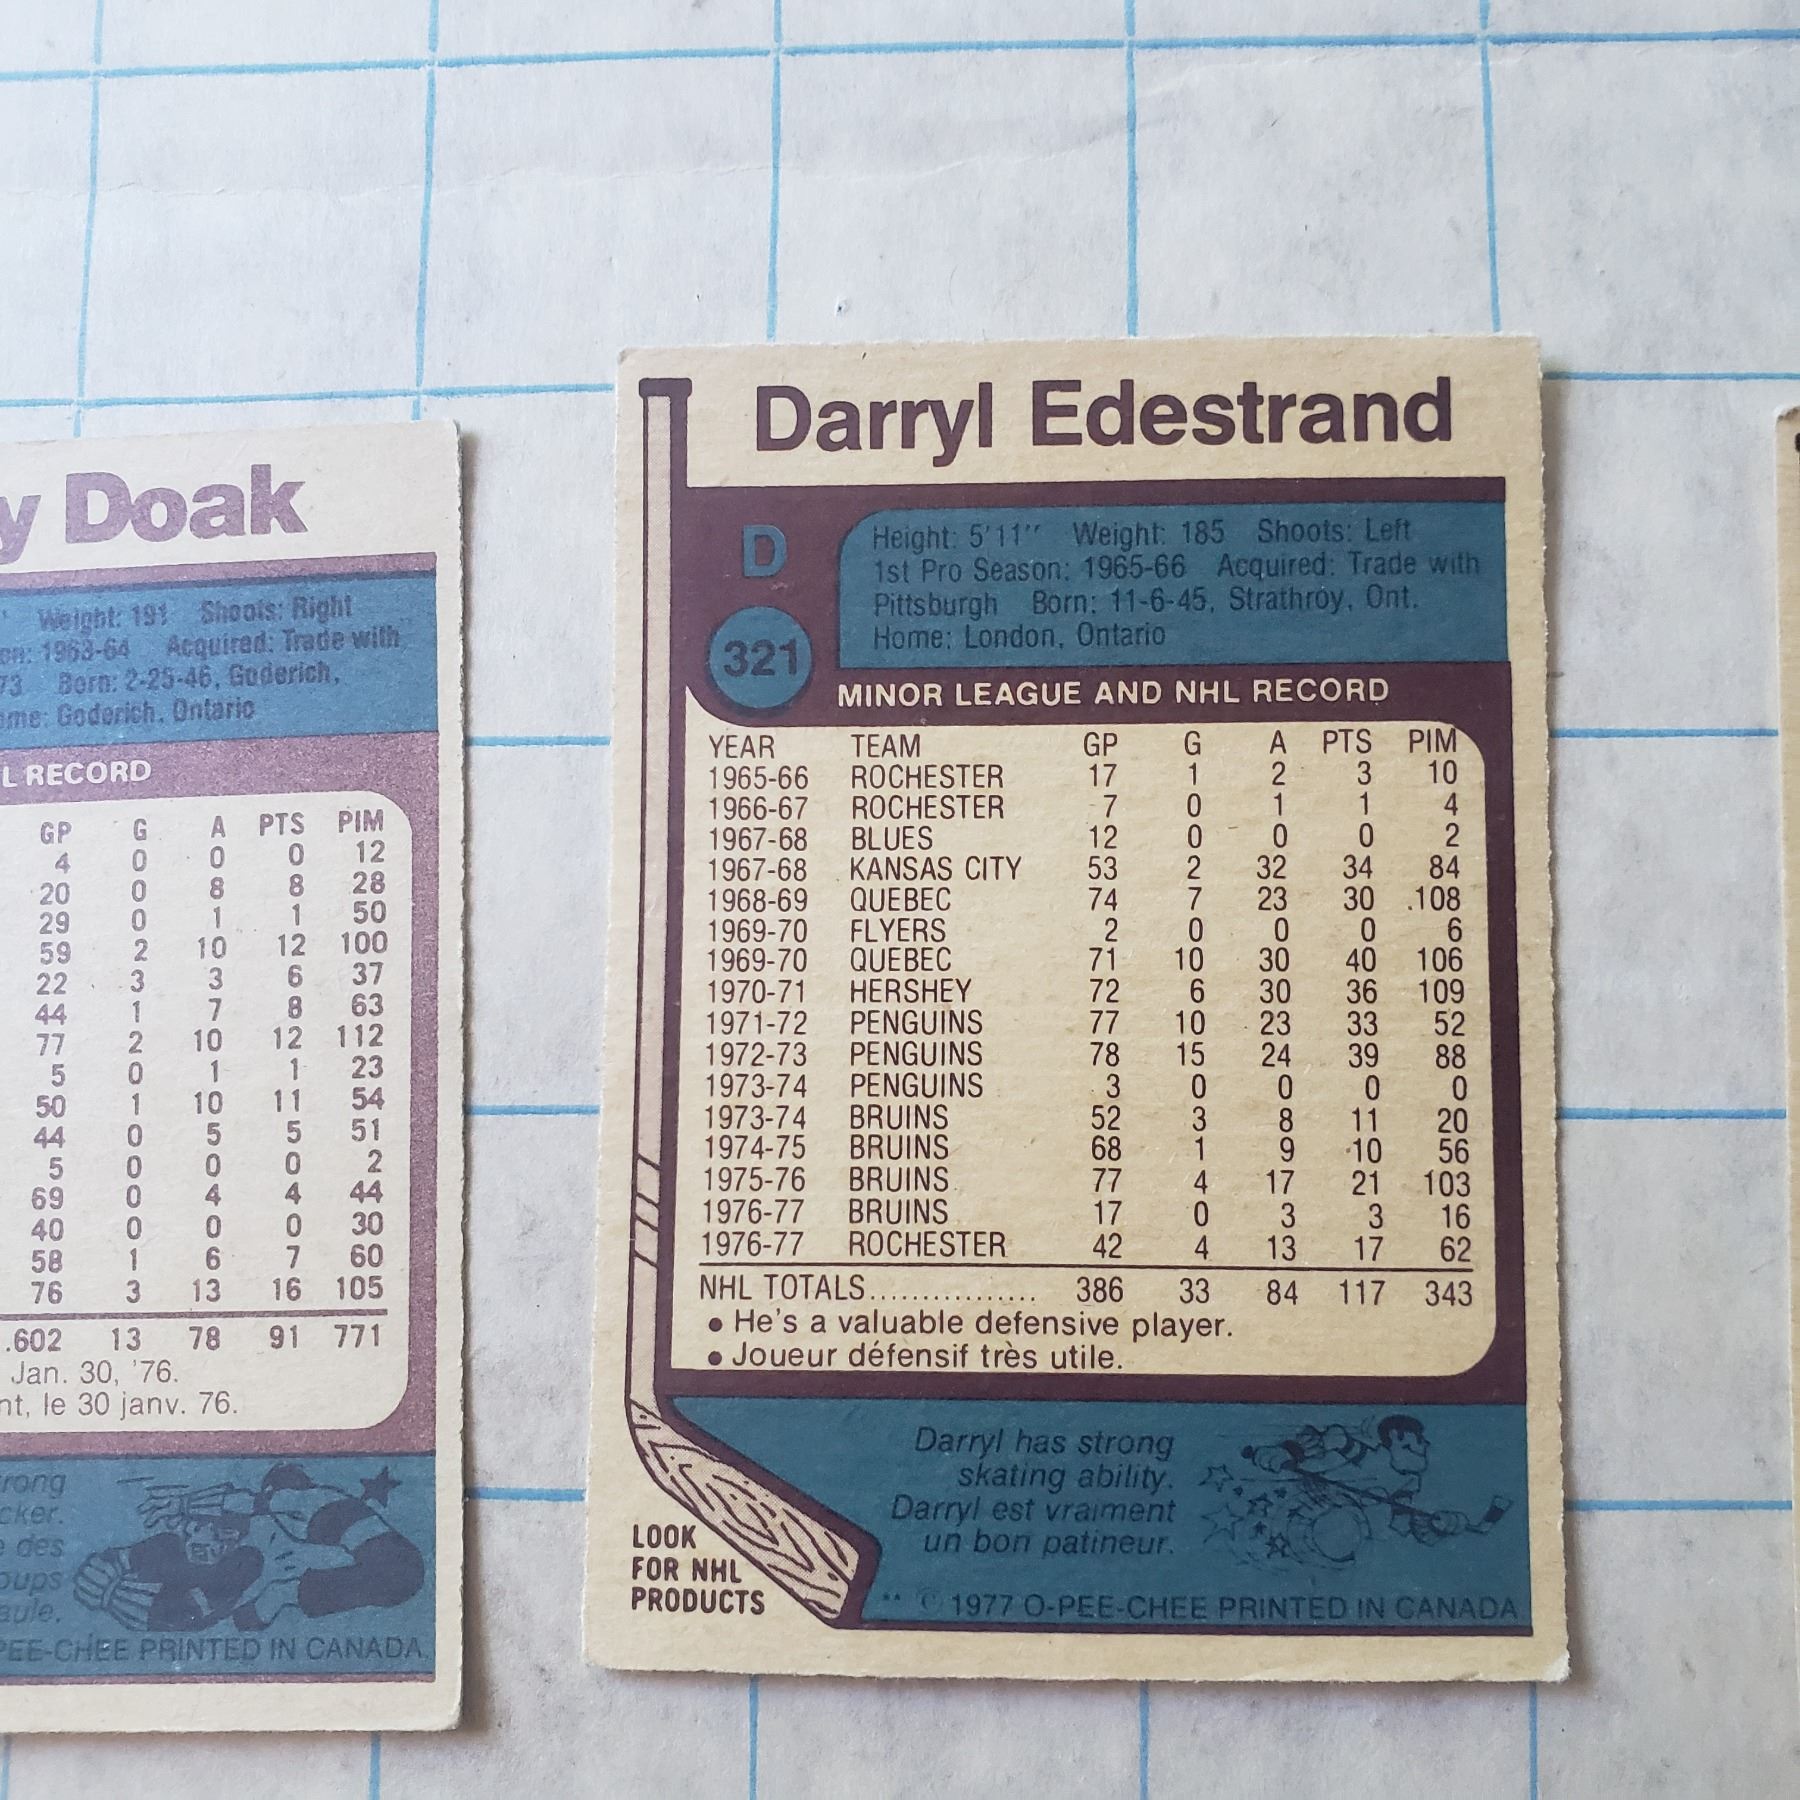 y Doak
Weight: 191 Shoots: Right
on: 1963-64 Acquired: Trade with
73 Born: 2-25-46, Goderich,
ome: Goderich, Ontario
L RECORD
GP G A PTS PIM
4 0 0 0 12
20 0 8 8 28
29 0 1 1 50
59 2 10 12 100
22 3 3 6 37
44 1 7 8 63
77 2 10 12 112
5 0 1 1 23
50 1 10 11 54
44 0 5 5 51
5 0 0 0 2
69 0 4 4 44
40 0 0 0 30
58 1 6 7 60
76 3 13 16 105
.602 13 78 91 771
Jan. 30, '76.
nt, le 30 janv. 76.
rong
cker.
e des
oups
aule.
PEE-CHEE PRINTED IN CANADA
Darryl Edestrand
D
321
Height: 5'11" Weight: 185 Shoots: Left
1st Pro Season: 1965-66 Acquired: Trade with
Pittsburgh Born: 11-6-45, Strathroy, Ont.
Home: London, Ontario
MINOR LEAGUE AND NHL RECORD
YEAR TEAM GP G A PTS PIM
1965-66 ROCHESTER 17 1 2 3 10
1966-67 ROCHESTER 7 0 1 1 4
1967-68 BLUES 12 0 0 0 2
1967-68 KANSAS CITY 53 2 32 34 84
1968-69 QUEBEC 74 7 23 30 .108
1969-70 FLYERS 2 0 0 0 6
1969-70 QUEBEC 71 10 30 40 106
1970-71 HERSHEY 72 6 30 36 109
1971-72 PENGUINS 77 10 23 33 52
1972-73 PENGUINS 78 15 24 39 88
1973-74 PENGUINS 3 0 0 0 0
1973-74 BRUINS 52 3 8 11 20
1974-75 BRUINS 68 1 9 10 56
1975-76 BRUINS 77 4 17 21 103
1976-77 BRUINS 17 0 3 3 16
1976-77 ROCHESTER 42 4 13 17 62
NHL TOTALS................ 386 33 84 117 343
• He's a valuable defensive player.
• Joueur défensif très utile.
Darryl has strong
skating ability.
Darryl est vraiment
un bon patineur.
LOOK
FOR NHL
PRODUCTS
** © 1977 O-PEE-CHEE PRINTED IN CANADA